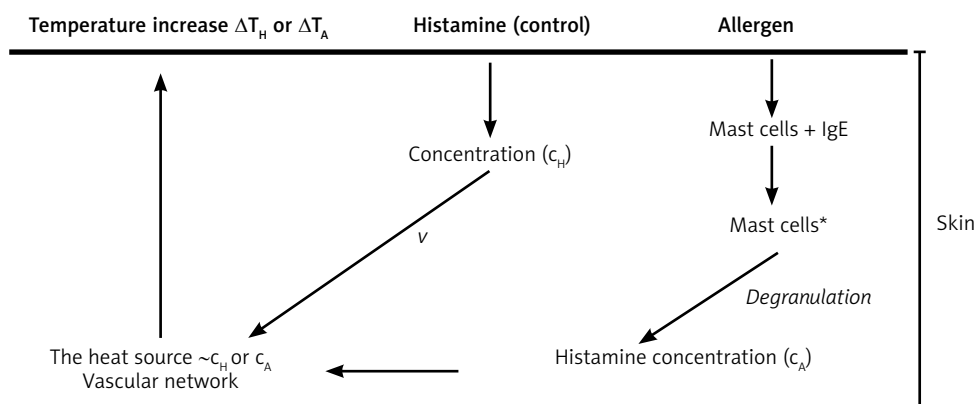 Temperature increase ΔT_H or ΔT_A
Histamine (control)
Allergen
Mast cells + IgE
Concentration (c_H)
Mast cells*
Skin
v
Degranulation
The heat source ~c_H or c_A
Vascular network
Histamine concentration (c_A)